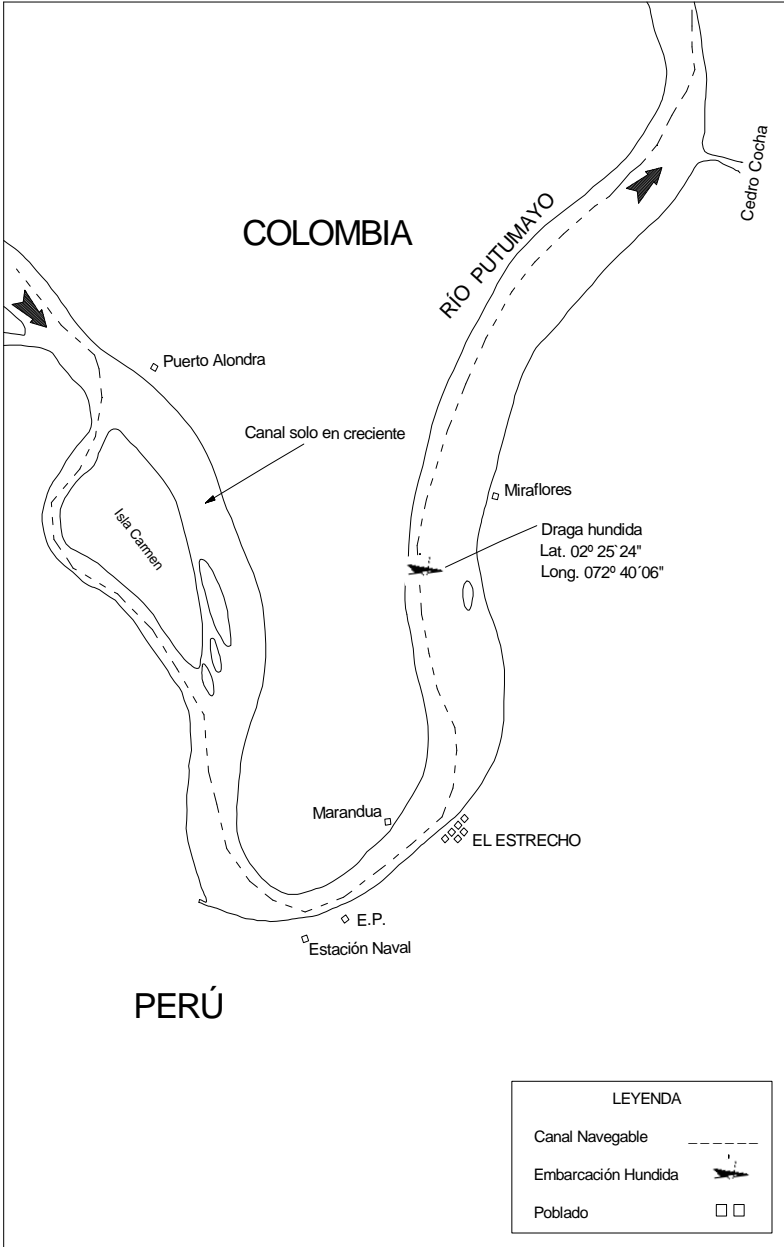 Cedro Cocha
COLOMBIA
RÍO PUTUMAYO
Puerto Alondra
Canal solo en creciente
Isla Carmen
Miraflores
Draga hundida
Lat. 02º 25`24"
Long. 072º 40´06"
Marandua
EL ESTRECHO
E.P.
Estación Naval
PERÚ
LEYENDA
Canal Navegable
Embarcación Hundida
Poblado